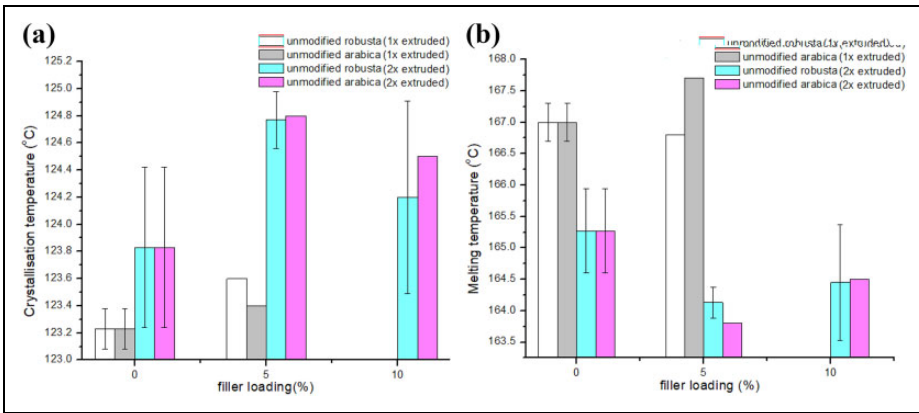 (a)
unmodified robusta (1x extruded)
unmodified arabica (1x extruded)
unmodified robusta (2x extruded)
unmodified arabica (2x extruded)
Crystallisation temperature (°C)
125.2
125.0
124.8
124.6
124.2
123.8
123.6
123.4
123.2
123.0
0
5
10
filler loading(%)
(b)
unmodified robusta (1x extruded)
unmodified arabica (1x extruded)
unmodified robusta (2x extruded)
unmodified arabica (2x extruded)
Melting temperature (°C)
168.0
167.5
167.0
166.5
166.0
165.5
165.0
164.5
164.0
163.5
0
5
10
filler loading (%)